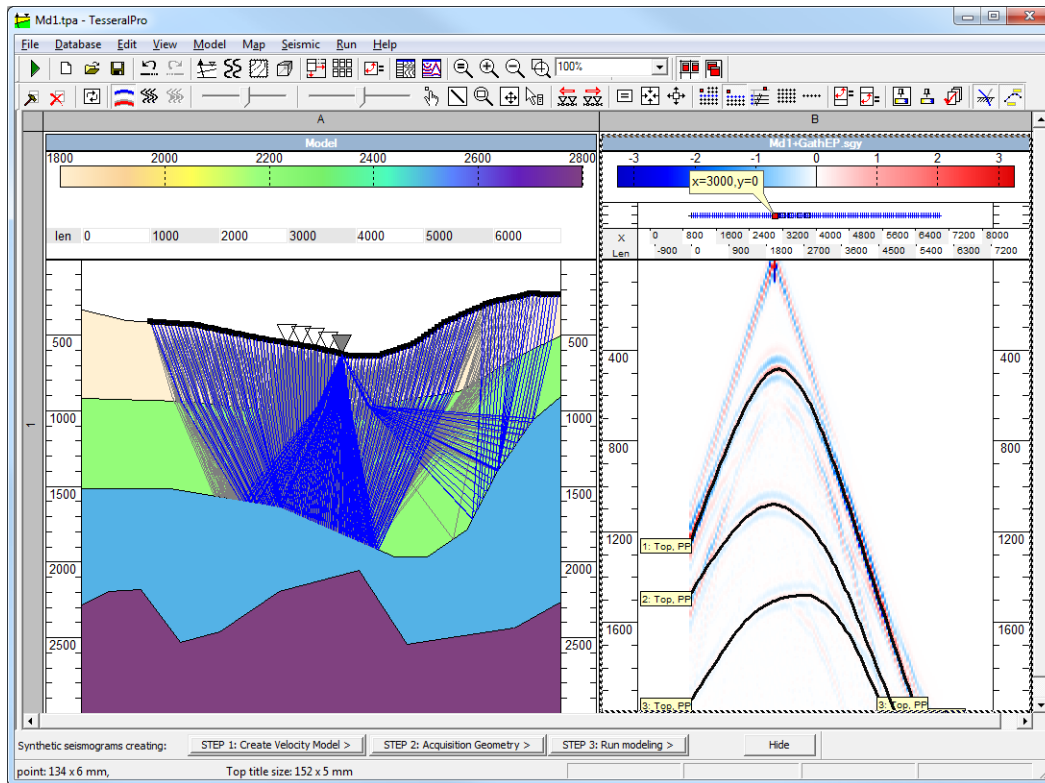 Md1.tpa - TesseralPro
File Database Edit View Model Map Seismic Run Help
100%
A B
Model Md1+GathEP.sgy
1800 2000 2200 2400 2600 2800
-3 -2 -1 0 1 2 3
x=3000,y=0
len 0 1000 2000 3000 4000 5000 6000
X 0 800 1600 2400 3200 4000 4800 5600 6400 7200 8000
Len -900 0 900 1800 2700 3600 4500 5400 6300 7200
500 500
1000 1000
1500 1500
2000 2000
2500 2500
1
400 400
800 800
1200 1200
1600 1600
1: Top, PP
2: Top, PP
3: Top, PP
3: Top, PP
Synthetic seismograms creating: STEP 1: Create Velocity Model > STEP 2: Acquisition Geometry > STEP 3: Run modeling > Hide
point: 134 x 6 mm, Top title size: 152 x 5 mm